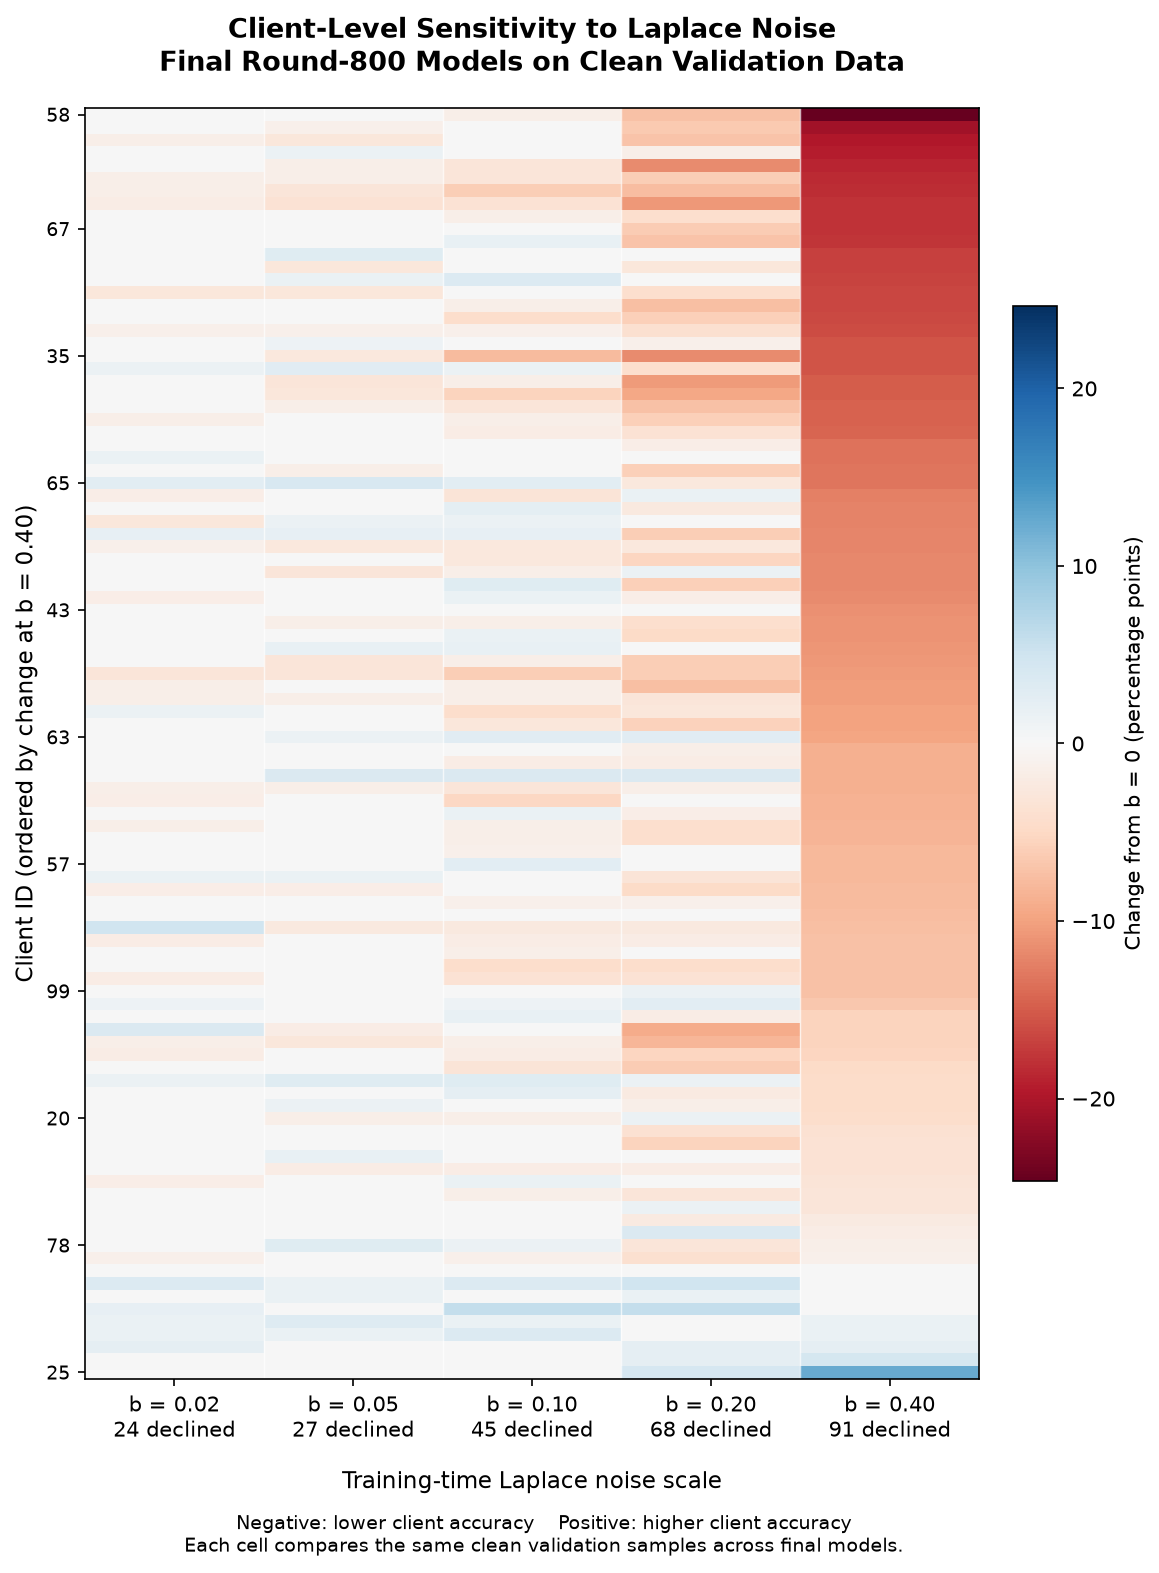 Client-Level Sensitivity to Laplace Noise
Final Round-800 Models on Clean Validation Data
Client ID (ordered by change at b = 0.40)
58
67
35
65
43
63
57
99
20
78
25
b = 0.02
24 declined
b = 0.05
27 declined
b = 0.10
45 declined
b = 0.20
68 declined
b = 0.40
91 declined
Training-time Laplace noise scale
20
10
0
−10
−20
Change from b = 0 (percentage points)
Negative: lower client accuracy    Positive: higher client accuracy
Each cell compares the same clean validation samples across final models.